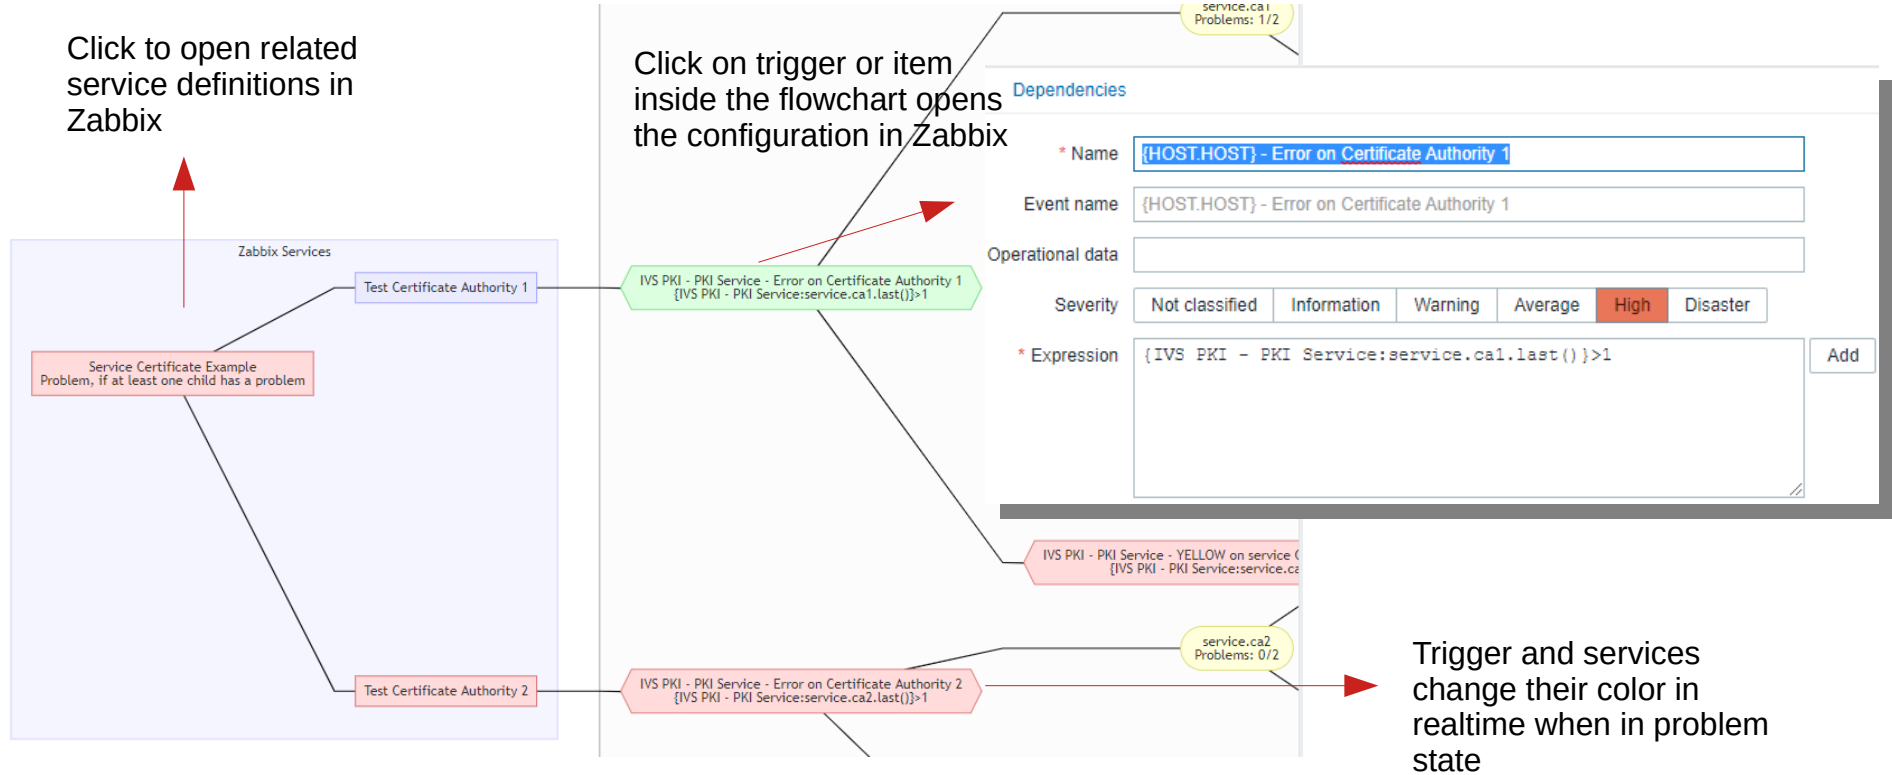 Click to open related
service definitions in
Zabbix
Click on trigger or item
inside the flowchart opens
the configuration in Zabbix
service.ca1
Problems: 1/2
Dependencies
* Name
{HOST.HOST} - Error on Certificate Authority 1
Event name
{HOST.HOST} - Error on Certificate Authority 1
Operational data
Severity
Not classified Information Warning Average High Disaster
* Expression
{IVS PKI - PKI Service:service.ca1.last()}>1
Add
Zabbix Services
Test Certificate Authority 1
Service Certificate Example
Problem, if at least one child has a problem
Test Certificate Authority 2
IVS PKI - PKI Service - Error on Certificate Authority 1
{IVS PKI - PKI Service:service.ca1.last()}>1
IVS PKI - PKI Service - YELLOW on service
{IVS PKI - PKI Service:service.ca
service.ca2
Problems: 0/2
IVS PKI - PKI Service - Error on Certificate Authority 2
{IVS PKI - PKI Service:service.ca2.last()}>1
Trigger and services
change their color in
realtime when in problem
state